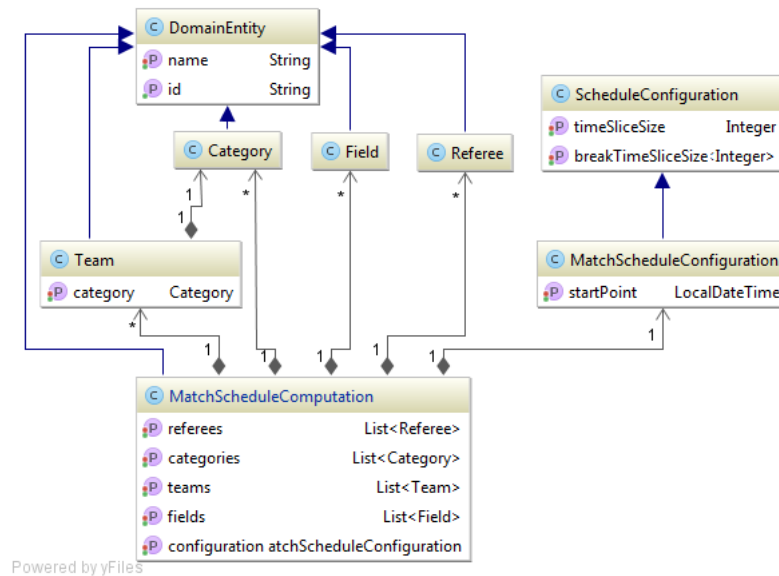 C DomainEntity
P name String
P id String
C Category
C Field
C Referee
C ScheduleConfiguration
P timeSliceSize Integer
P breakTimeSliceSize <Integer>
1
*
*
*
1
C Team
P category Category
C MatchScheduleConfiguration
P startPoint LocalDateTime
*
1
1
1
1
1
1
C MatchScheduleComputation
P referees List<Referee>
P categories List<Category>
P teams List<Team>
P fields List<Field>
P configuration atchScheduleConfiguration
Powered by yFiles